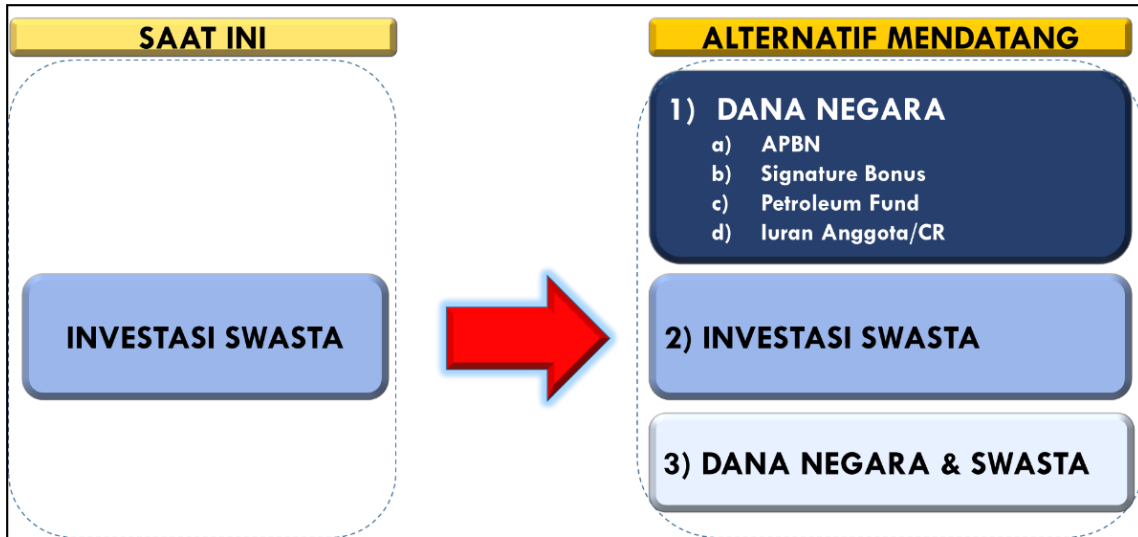 SAAT INI
INVESTASI SWASTA
ALTERNATIF MENDATANG
1) DANA NEGARA
a) APBN
b) Signature Bonus
c) Petroleum Fund
d) Iuran Anggota/CR
2) INVESTASI SWASTA
3) DANA NEGARA & SWASTA